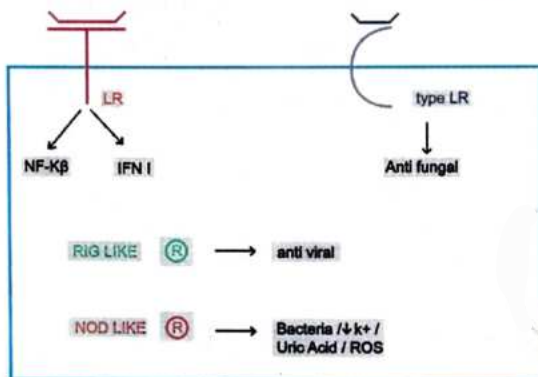 LR
type LR
NF-Kβ IFN I
Anti fungal
RIG LIKE R anti viral
NOD LIKE R Bacteria /↓k+ /
Uric Acid / ROS